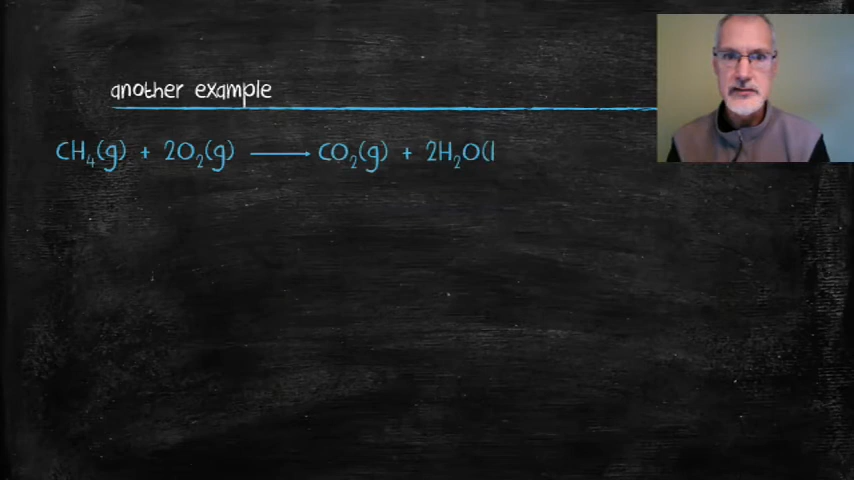 another example
CH₄(g) + 2O₂(g) ⟶ CO₂(g) + 2H₂O(l